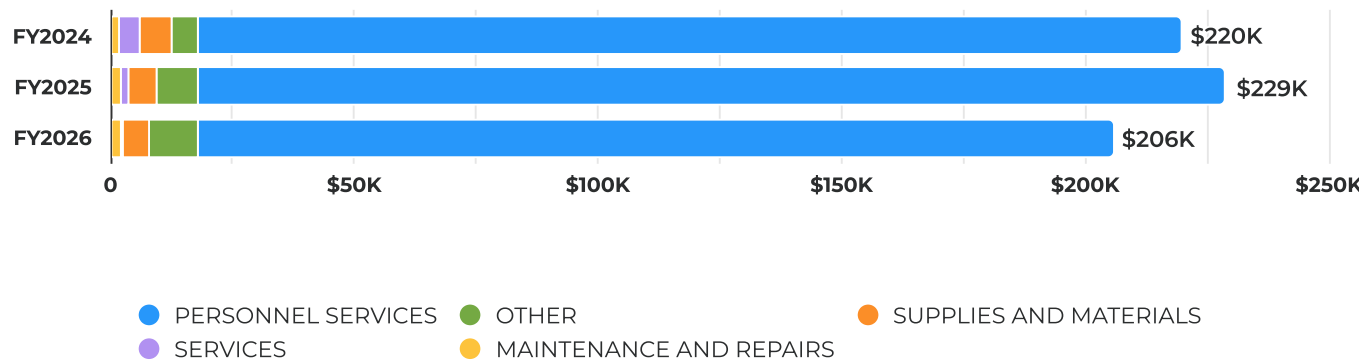 FY2024 $220K
FY2025 $229K
FY2026 $206K
0 $50K $100K $150K $200K $250K
PERSONNEL SERVICES OTHER SUPPLIES AND MATERIALS
SERVICES MAINTENANCE AND REPAIRS